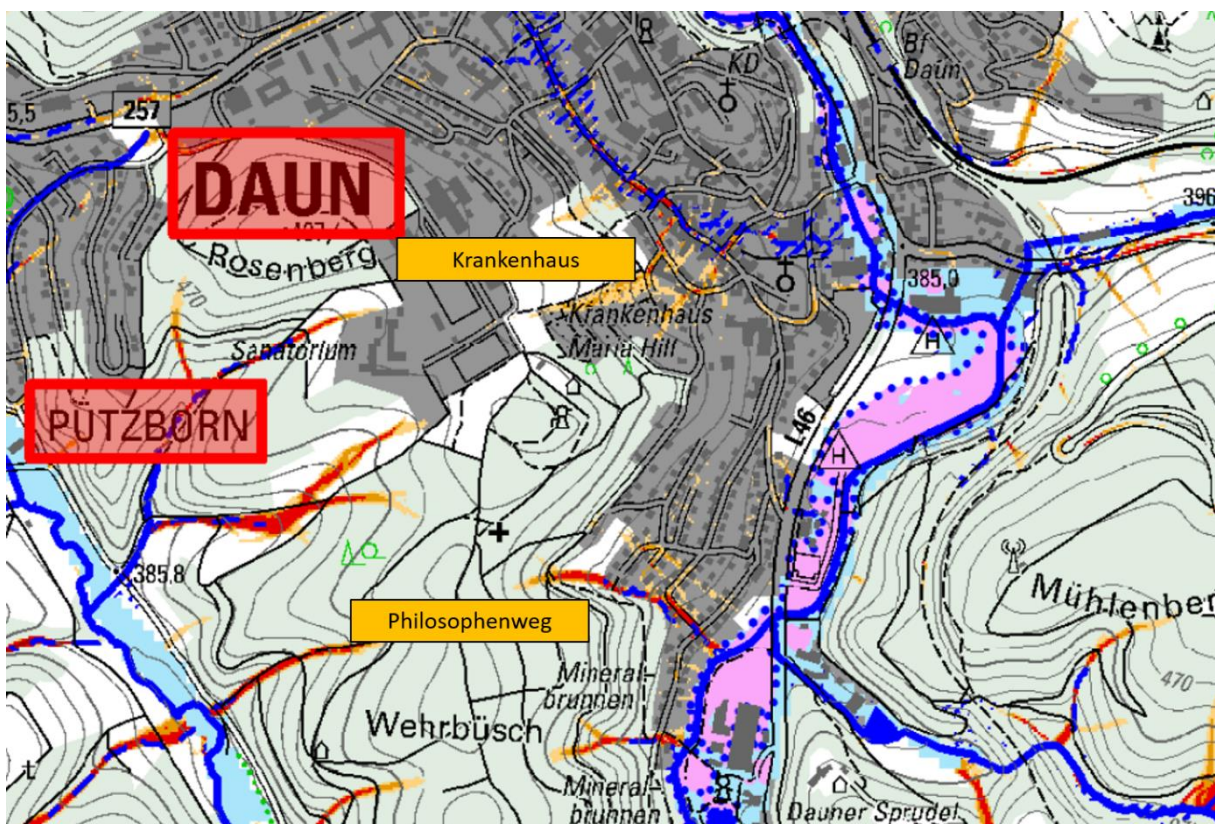 KD
Bf
Daun
5,5
257
396
DAUN
Rosenberg
Krankenhaus
385,0
470
Krankenhaus
Maria Hilf
Sanatorium
H
PÜTZBORN
L46
H
385,8
Philosophenweg
Mühlenber
Mineral-
brunnen
470
Wehrbüsch
t
Mineral-
brunnen
Dauner Sprudel